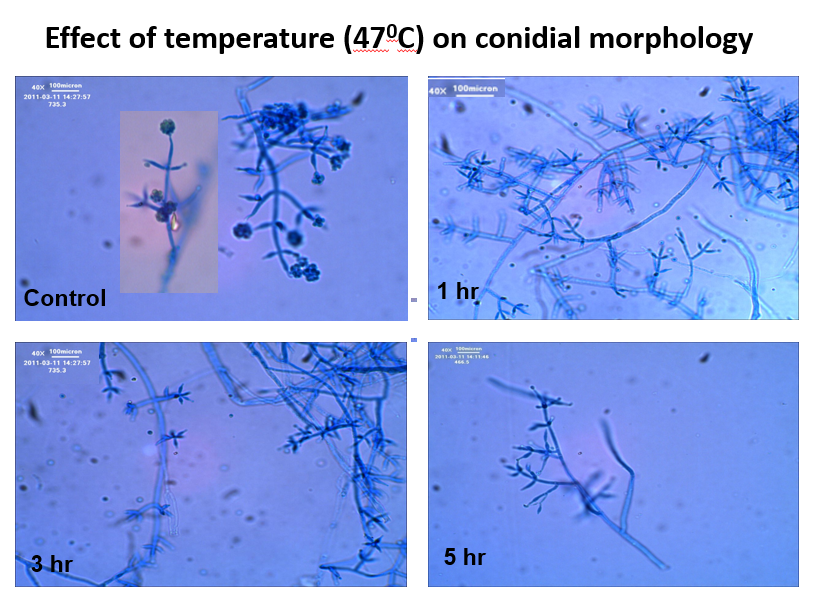 Effect of temperature (47⁰C) on conidial morphology
40X 100micron
2011-03-11 14:27:57
735.3
Control
40X 100micron
1 hr
40X 100micron
2011-03-11 14:27:57
735.3
3 hr
40X 100micron
2011-03-11 14:11:46
5 hr